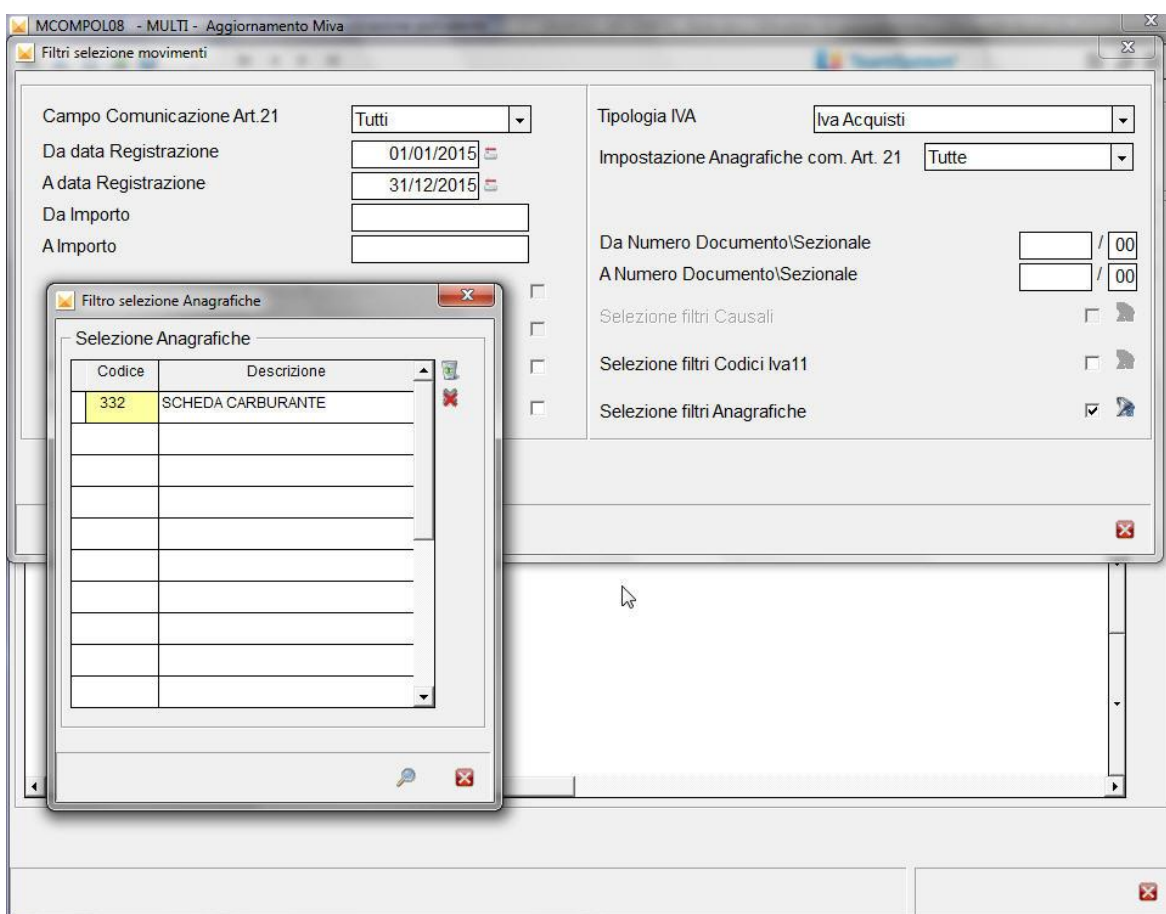 MCOMPOL08 - MULTI - Aggiornamento Miva
Filtri selezione movimenti
Campo Comunicazione Art.21 Tutti
Da data Registrazione 01/01/2015
A data Registrazione 31/12/2015
Da Importo
A Importo
Tipologia IVA Iva Acquisti
Impostazione Anagrafiche com. Art. 21 Tutte
Da Numero Documento\Sezionale / 00
A Numero Documento\Sezionale / 00
Selezione filtri Causali
Selezione filtri Codici Iva11
Selezione filtri Anagrafiche
Filtro selezione Anagrafiche
Selezione Anagrafiche
Codice Descrizione
332 SCHEDA CARBURANTE